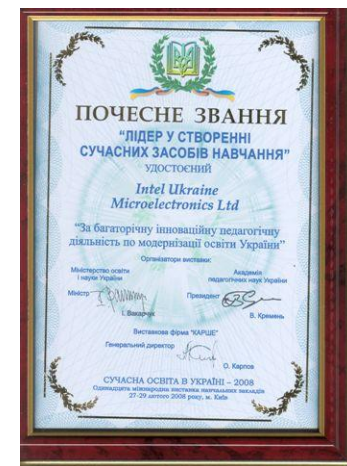 ПОЧЕСНЕ ЗВАННЯ
"ЛІДЕР У СТВОРЕННІ
СУЧАСНИХ ЗАСОБІВ НАВЧАННЯ"
УДОСТОЄНИЙ
Intel Ukraine
Microelectronics Ltd
"За багаторічну інноваційну педагогічну
діяльність по модернізації освіти України"
Організатори виставки:
Міністерство освіти
і науки України
Міністр
І. Вакарчук
Академія
педагогічних наук України
Президент
В. Кремень
Виставкова фірма "КАРШЕ"
Генеральний директор
О. Карпов
СУЧАСНА ОСВІТА В УКРАЇНІ – 2008
Одинадцята міжнародна виставка навчальних закладів
27-29 лютого 2008 року, м. Київ